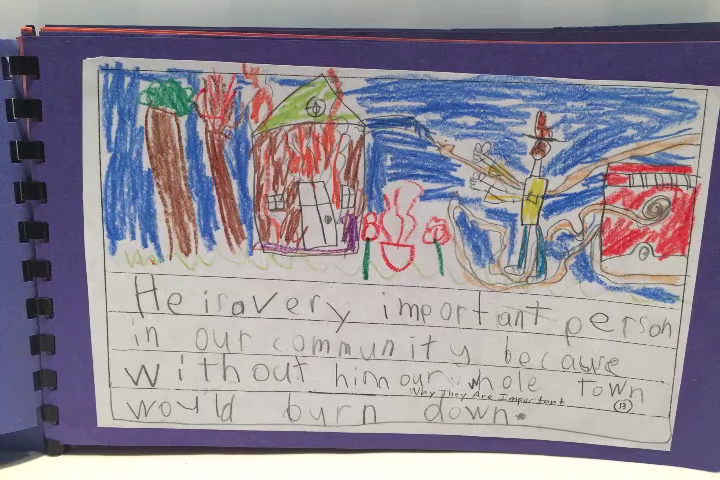 He is a very important person
in our community because
without him our whole town
Why They Are Important 13
would burn down.